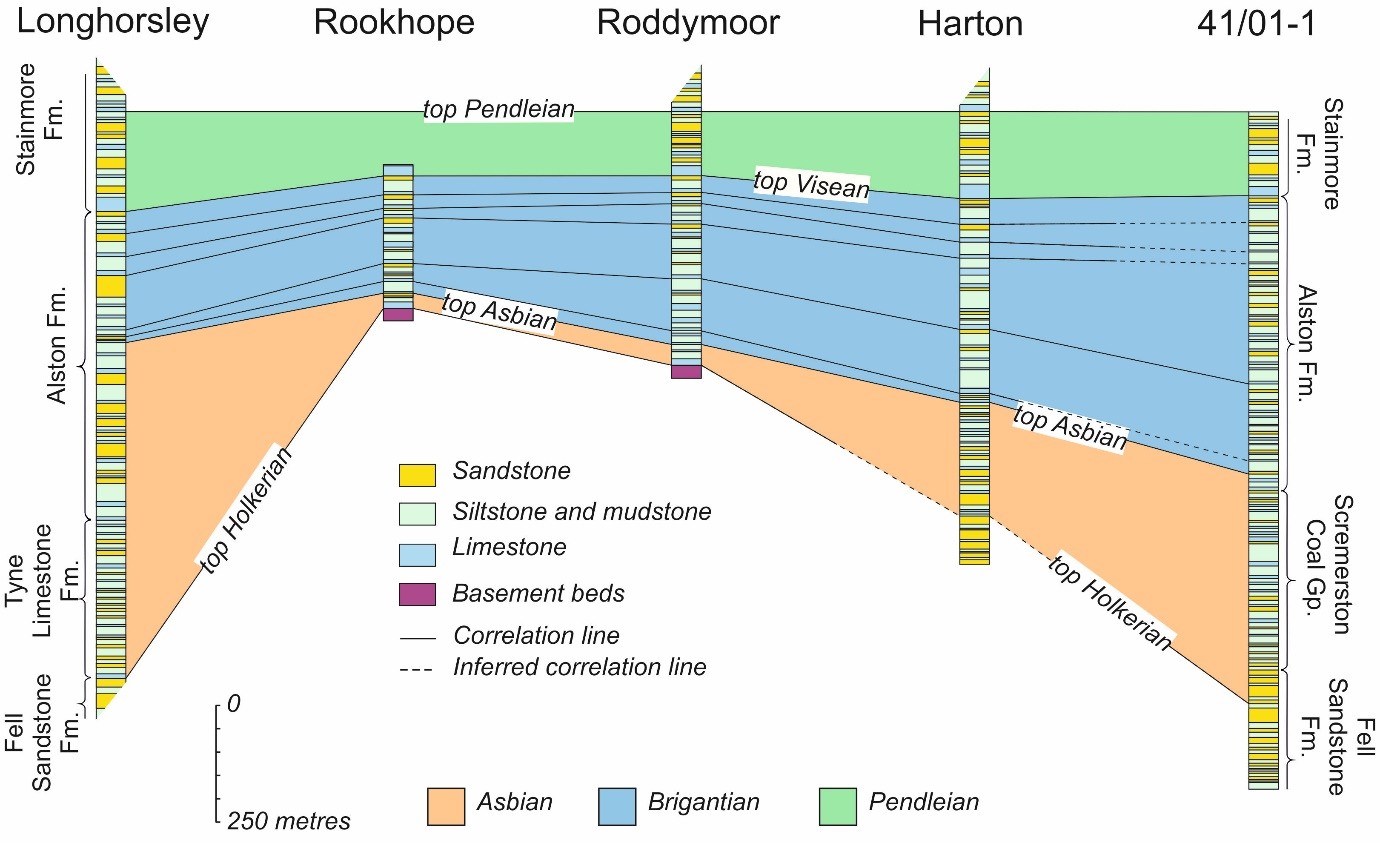 Longhorsley
Rookhope
Roddymoor
Harton
41/01-1
Stainmore
Fm.
Alston Fm.
Tyne
Limestone
Fm.
Fell
Sandstone
Fm.
top Pendleian
top Visean
top Asbian
top Asbian
top Holkerian
top Holkerian
Stainmore
Fm.
Alston Fm.
Scremerston
Coal Gp.
Fell
Sandstone
Fm.
Sandstone
Siltstone and mudstone
Limestone
Basement beds
Correlation line
Inferred correlation line
0
250 metres
Asbian
Brigantian
Pendleian